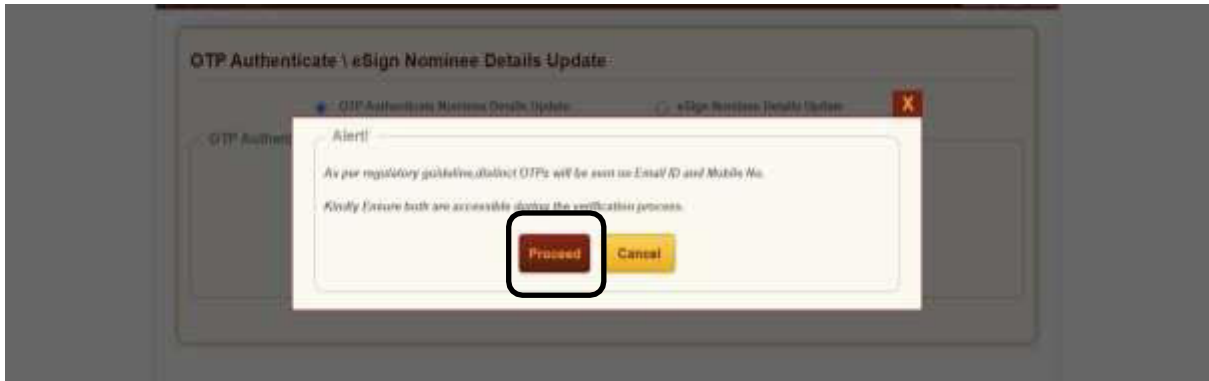 OTP Authenticate \ eSign Nominee Details Update
OTP Authenticate Nominee Details Update
eSign Nominee Details Update
X
OTP Authent
Alert!
As per regulatory guideline,distinct OTPs will be sent on Email ID and Mobile No.
Kindly Ensure both are accessible during the verification process.
Proceed
Cancel